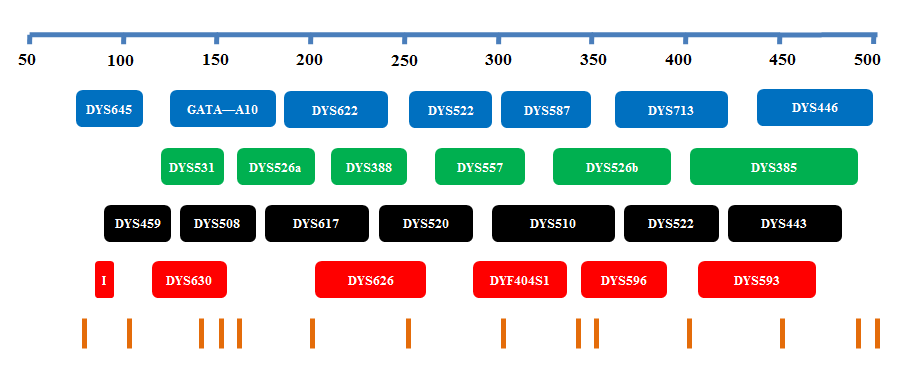 50 100 150 200 250 300 350 400 450 500
DYS645 GATA—A10 DYS622 DYS522 DYS587 DYS713 DYS446
DYS531 DYS526a DYS388 DYS557 DYS526b DYS385
DYS459 DYS508 DYS617 DYS520 DYS510 DYS522 DYS443
I DYS630 DYS626 DYF404S1 DYS596 DYS593